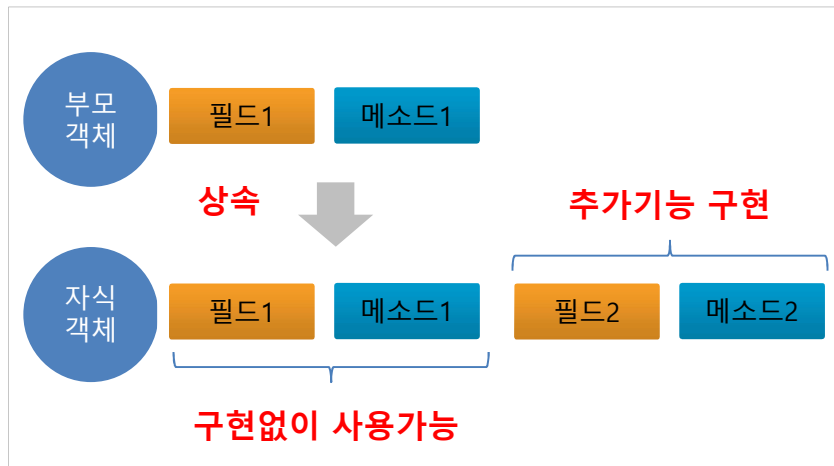 부모
객체
필드1
메소드1
상속
추가기능 구현
자식
객체
필드1
메소드1
필드2
메소드2
구현없이 사용가능